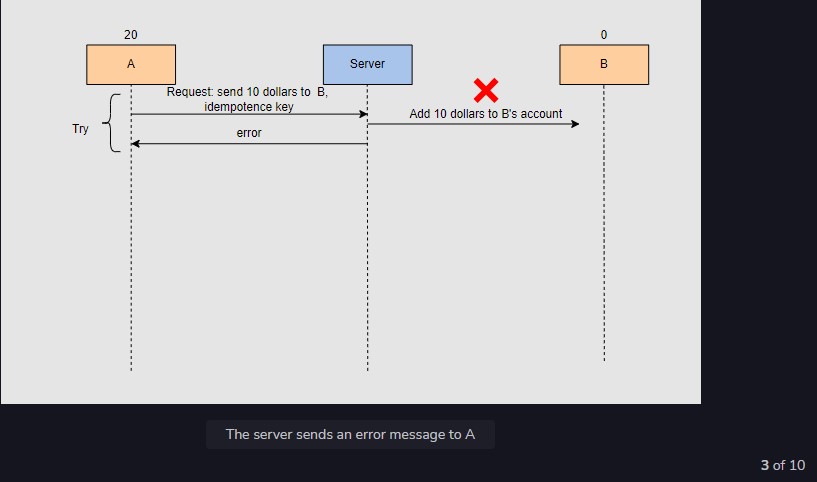 20
0
A
Server
B
Request: send 10 dollars to B,
idempotence key
Add 10 dollars to B's account
Try
error
The server sends an error message to A
3 of 10